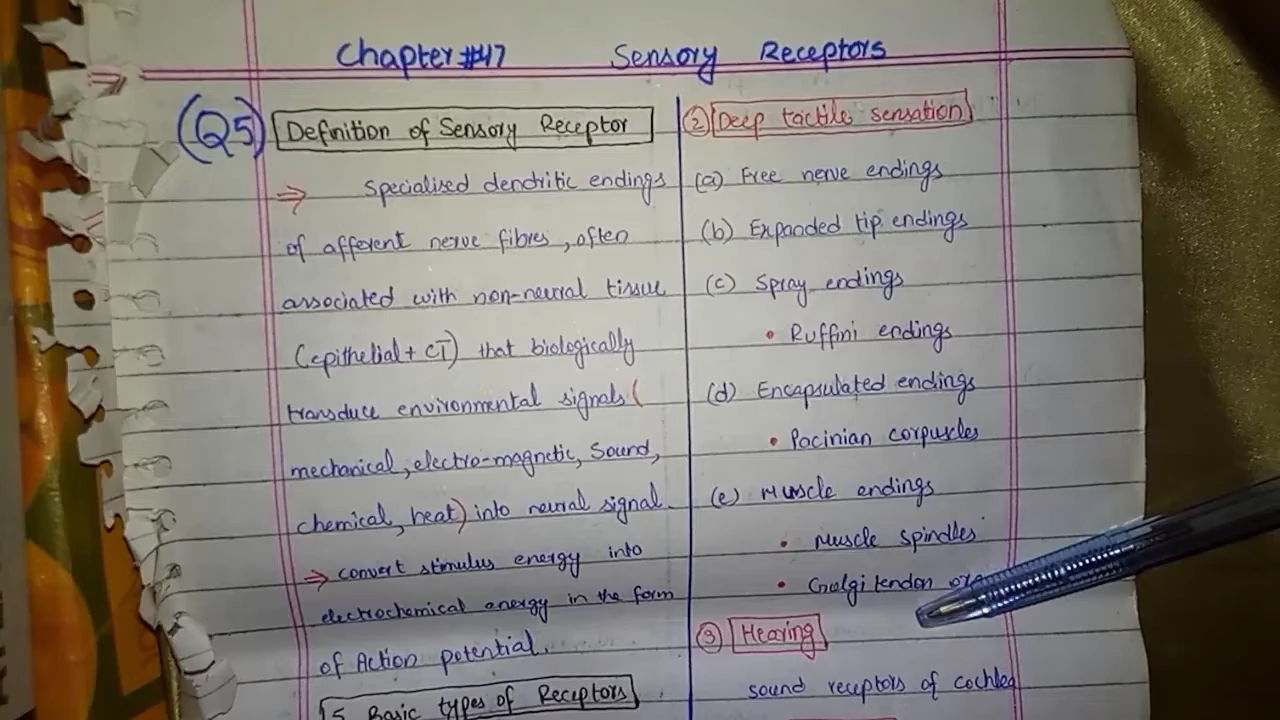 Chapter #47 Sensory Receptors
(Q5) Definition of Sensory Receptor
⇒ Specialised dendritic endings
of afferent nerve fibres, often
associated with non-neural tissue
(epithelial + CT) that biologically
transduce environmental signals (
mechanical, electro-magnetic, Sound,
chemical, heat) into neural signal.
⇒ convert stimulus energy into
electrochemical energy in the form
of Action potential.
5 Basic types of Receptors
② Deep tactile sensation
(a) Free nerve endings
(b) Expanded tip endings
(c) Spray endings
• Ruffini endings
(d) Encapsulated endings
• Pacinian corpuscles
(e) Muscle endings
• Muscle spindles
• Golgi tendon
③ Hearing
sound receptors of cochlea